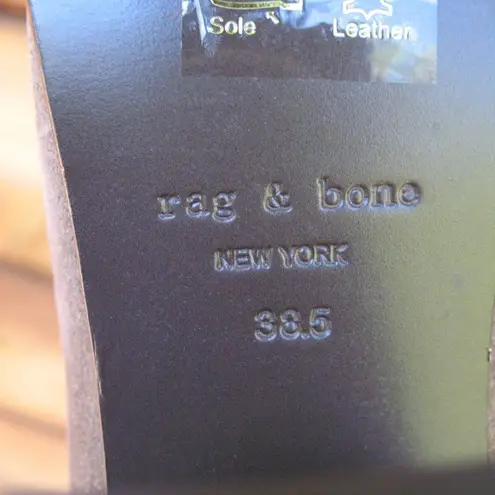 Sole Leather
rag & bone
NEW YORK
38.5